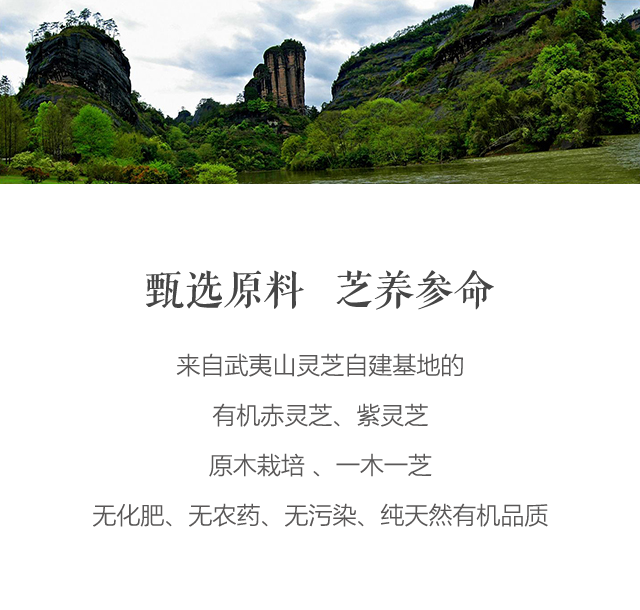 甄选原料 芝养参命
来自武夷山灵芝自建基地的
有机赤灵芝、紫灵芝
原木栽培 、一木一芝
无化肥、无农药、无污染、纯天然有机品质